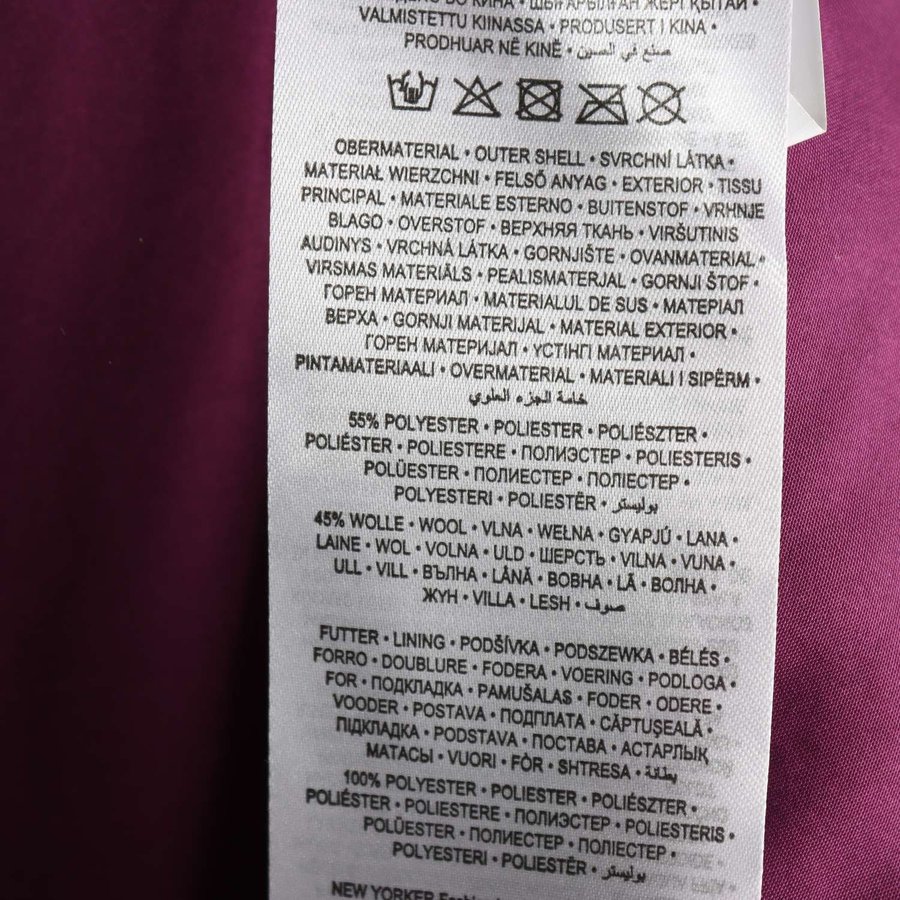 ШЫҒАРЫЛҒАН ЖЕРІ ҚЫТАЙ •
VALMISTETTU KIINASSA • PRODUSERT I KINA •
PRODHUAR NË KINË • صنع في الصين
OBERMATERIAL • OUTER SHELL • SVRCHNÍ LÁTKA •
MATERIAŁ WIERZCHNI • FELSŐ ANYAG • EXTERIOR • TISSU
PRINCIPAL • MATERIALE ESTERNO • BUITENSTOF • VRHNJE
BLAGO • OVERSTOF • ВЕРХНЯЯ ТКАНЬ • VIRŠUTINIS
AUDINYS • VRCHNÁ LÁTKA • GORNJIŠTE • OVANMATERIAL •
VIRSMAS MATERIĀLS • PEALISMATERJAL • GORNJI ŠTOF •
ГОРЕН МАТЕРИАЛ • MATERIALUL DE SUS • МАТЕРІАЛ
ВЕРХА • GORNJI MATERIJAL • MATERIAL EXTERIOR •
ГОРЕН МАТЕРИЈАЛ • ҮСТІНГІ МАТЕРИАЛ •
PINTAMATERIAALI • OVERMATERIAL • MATERIALI I SIPËRM •
خامة الجزء العلوي
55% POLYESTER • POLIESTER • POLIÉSZTER •
POLIÉSTER • POLIESTERE • ПОЛИЭСТЕР • POLIESTERIS •
POLÜESTER • ПОЛИЕСТЕР • ПОЛІЕСТЕР •
POLYESTERI • POLIESTËR • بوليستر
45% WOLLE • WOOL • VLNA • WEŁNA • GYAPJÚ • LANA •
LAINE • WOL • VOLNA • ULD • ШЕРСТЬ • VILNA • VUNA •
ULL • VILL • ВЪЛНА • LÂNĂ • ВОВНА • LÃ • ВОЛНА •
ЖҮН • VILLA • LESH • صوف
FUTTER • LINING • PODŠÍVKA • PODSZEWKA • BÉLÉS •
FORRO • DOUBLURE • FODERA • VOERING • PODLOGA •
FOR • ПОДКЛАДКА • PAMUŠALAS • FODER • ODERE •
VOODER • POSTAVA • ПОДПЛАТА • CĂPTUȘEALĂ •
ПІДКЛАДКА • PODSTAVA • ПОСТАВА • АСТАРЛЫҚ
МАТАСЫ • VUORI • FÔR • SHTRESA • بطانة
100% POLYESTER • POLIESTER • POLIÉSZTER •
POLIÉSTER • POLIESTERE • ПОЛИЭСТЕР • POLIESTERIS •
POLÜESTER • ПОЛИЕСТЕР • ПОЛІЕСТЕР •
POLYESTERI • POLIESTËR • بوليستر
NEW YORKER